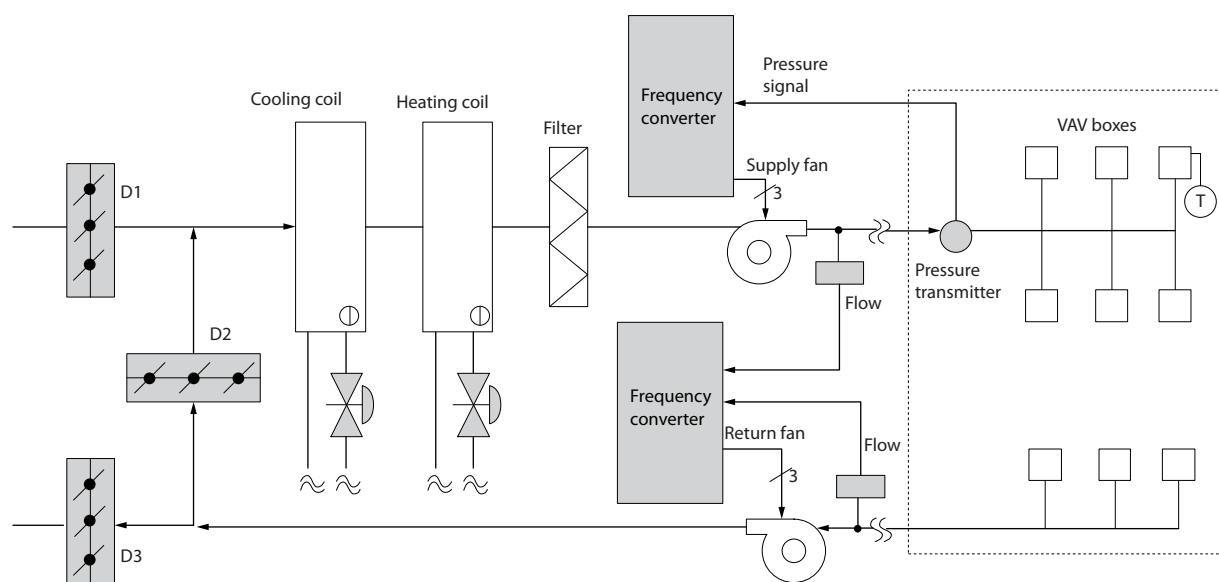 Pressure
signal
Cooling coil
Heating coil
Frequency
converter
Filter
VAV boxes
D1
Supply fan
3
T
Pressure
transmitter
Flow
D2
Frequency
converter
Return fan
Flow
3
D3